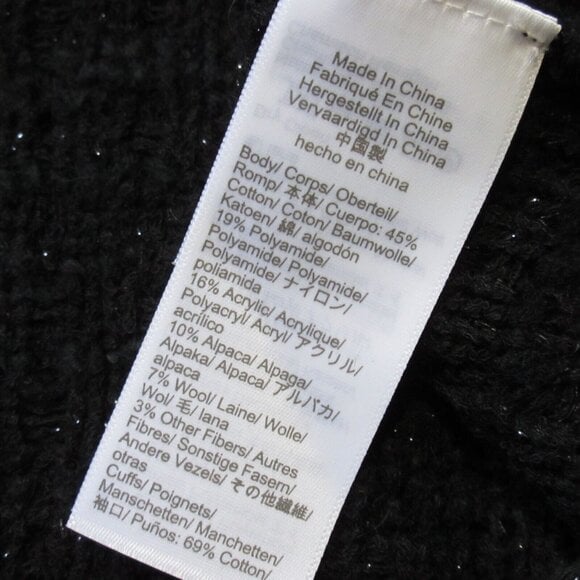 Made In China
Fabriqué En Chine
Hergestellt In China
Vervaardigd In China
中国製
hecho en china
Body/ Corps/ Oberteil/
Romp/ 本体/ Cuerpo: 45%
Cotton/ Coton/ Baumwolle/
Katoen/ 綿/ algodón
19% Polyamide/
Polyamide/ Polyamid/
Polyamide/ ナイロン/
poliamida
16% Acrylic/ Acrylique/
Polyacryl/ Acryl/ アクリル/
acrílico
10% Alpaca/ Alpaga/
Alpaka/ Alpaca/ アルパカ/
alpaca
7% Wool/ Laine/ Wolle/
Wol/ 毛/ lana
3% Other Fibers/ Autres
Fibres/ Sonstige Fasern/
Andere Vezels/ その他繊維/
otras
Cuffs/ Poignets/
Manschetten/ Manchetten/
袖口/ Puños: 69% Cotton/